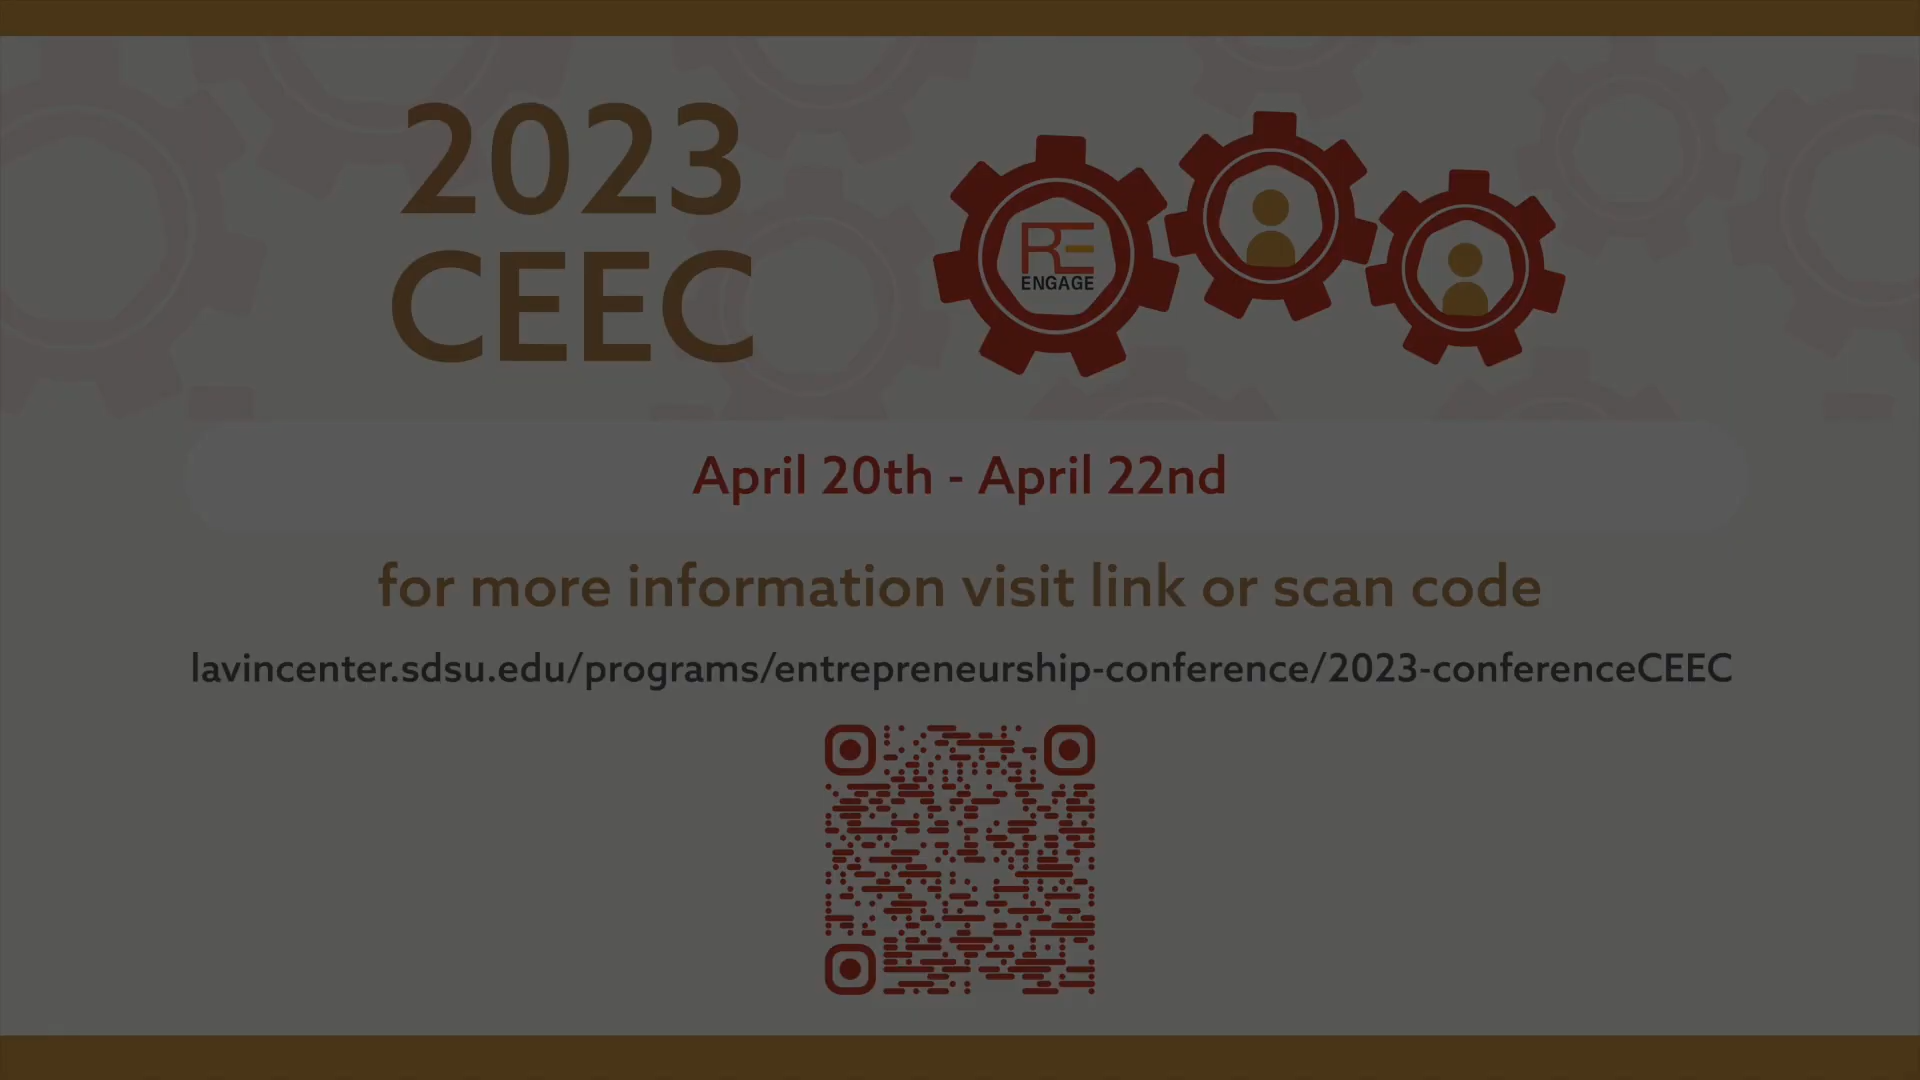 2023
CEEC
RE
ENGAGE
April 20th - April 22nd
for more information visit link or scan code
lavincenter.sdsu.edu/programs/entrepreneurship-conference/2023-conferenceCEEC